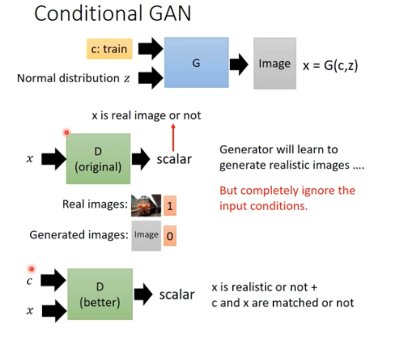 Conditional GAN
c: train
Normal distribution z
G
Image
x = G(c,z)
x is real image or not
x
D
(original)
scalar
Generator will learn to
generate realistic images ....
But completely ignore the
input conditions.
Real images:
1
Generated images:
Image
0
c
x
D
(better)
scalar
x is realistic or not +
c and x are matched or not